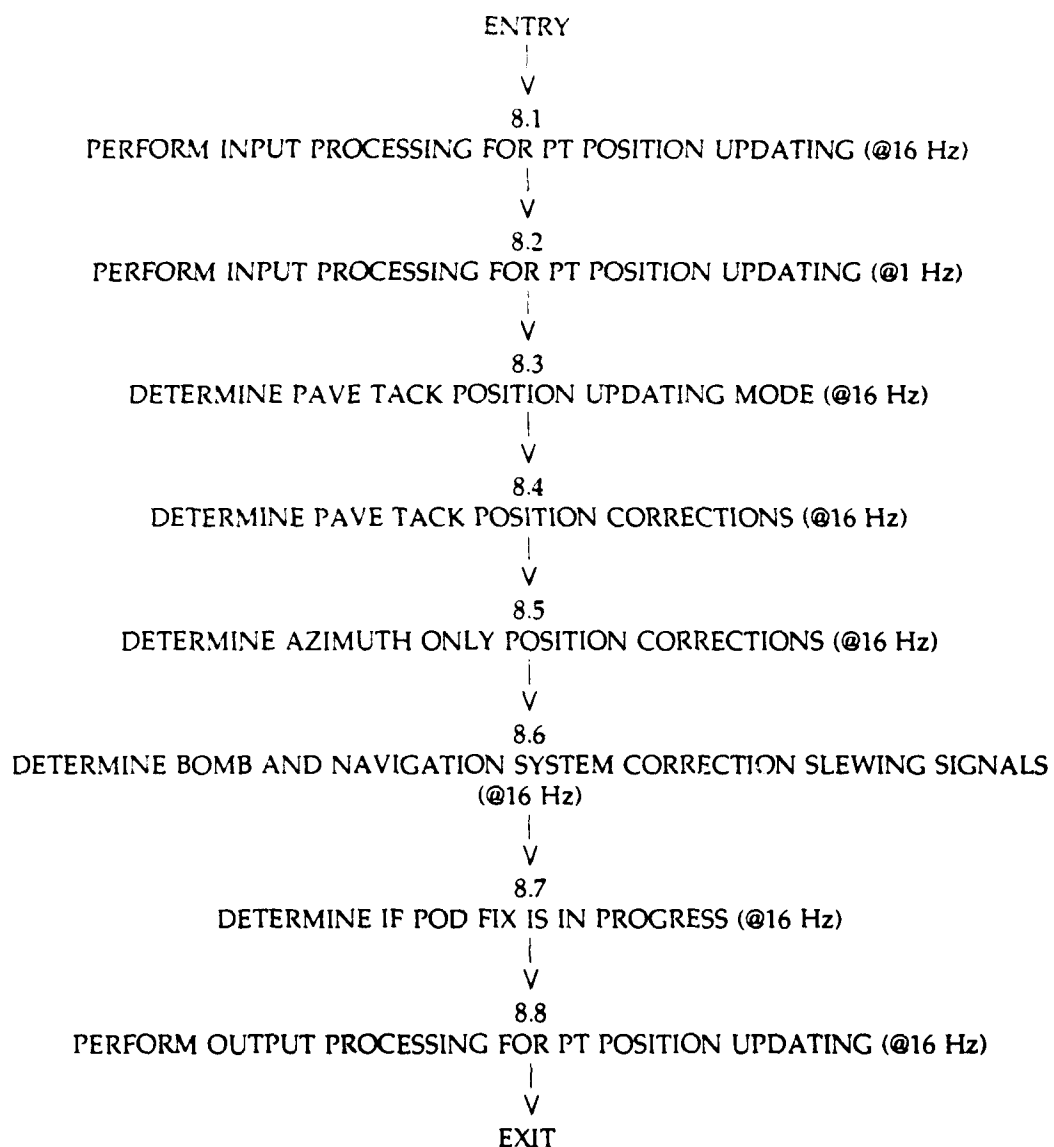 ENTRY
|
V
8.1
PERFORM INPUT PROCESSING FOR PT POSITION UPDATING (@16 Hz)
|
V
8.2
PERFORM INPUT PROCESSING FOR PT POSITION UPDATING (@1 Hz)
|
V
8.3
DETERMINE PAVE TACK POSITION UPDATING MODE (@16 Hz)
|
V
8.4
DETERMINE PAVE TACK POSITION CORRECTIONS (@16 Hz)
|
V
8.5
DETERMINE AZIMUTH ONLY POSITION CORRECTIONS (@16 Hz)
|
V
8.6
DETERMINE BOMB AND NAVIGATION SYSTEM CORRECTION SLEWING SIGNALS
(@16 Hz)
|
V
8.7
DETERMINE IF POD FIX IS IN PROGRESS (@16 Hz)
|
V
8.8
PERFORM OUTPUT PROCESSING FOR PT POSITION UPDATING (@16 Hz)
|
V
EXIT